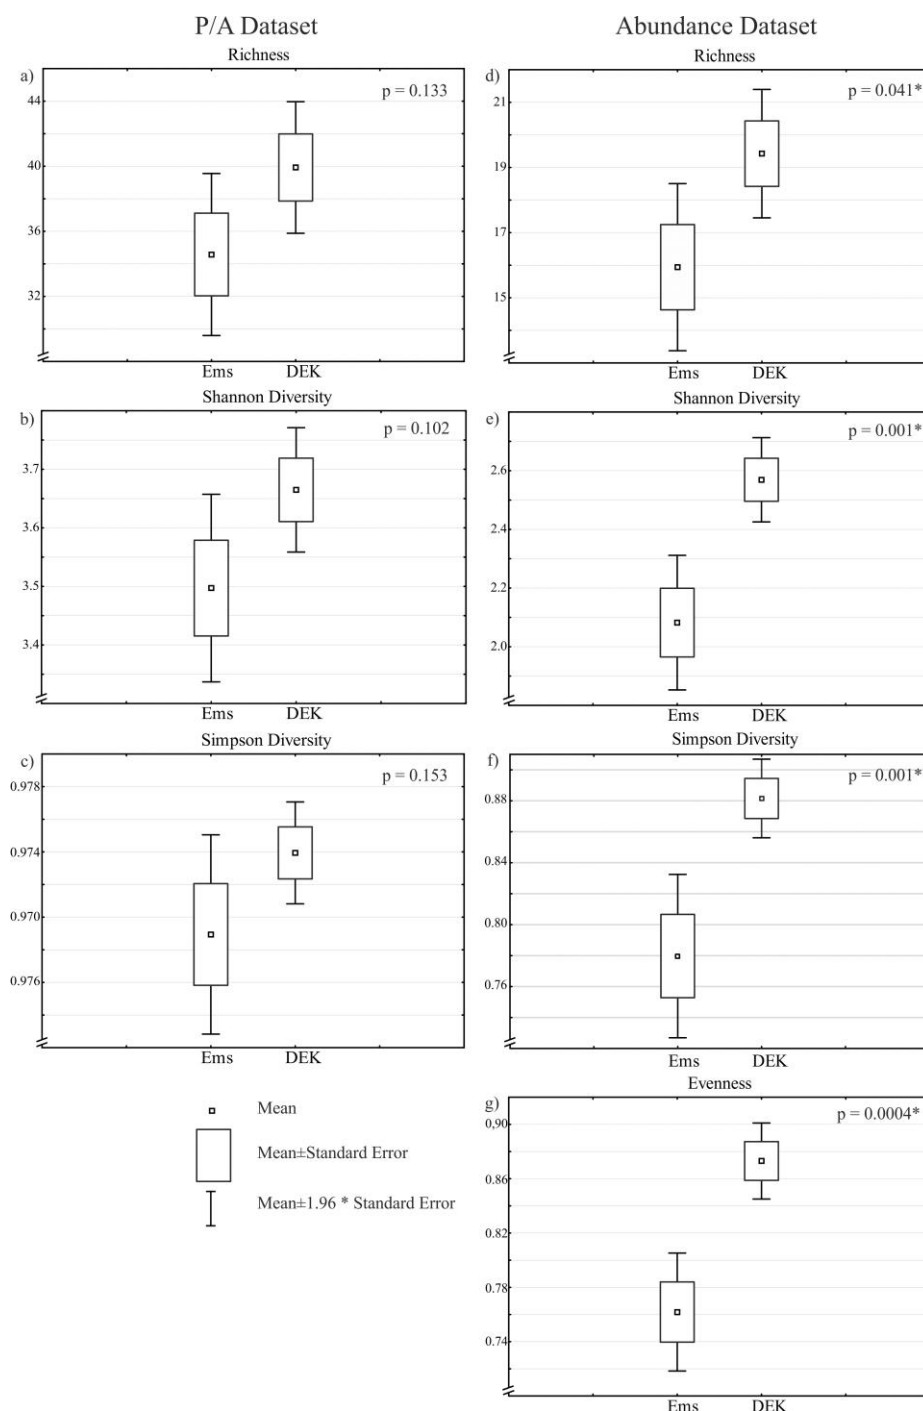 P/A Dataset
Richness
a)
p = 0.133
44
40
36
32
Ems DEK
Shannon Diversity
b)
p = 0.102
3.7
3.6
3.5
3.4
Ems DEK
Simpson Diversity
c)
p = 0.153
0.978
0.974
0.970
0.976
Ems DEK
Mean
Mean±Standard Error
Mean±1.96 * Standard Error
Abundance Dataset
Richness
d)
p = 0.041*
21
19
17
15
Ems DEK
Shannon Diversity
e)
p = 0.001*
2.6
2.4
2.2
2.0
Ems DEK
Simpson Diversity
f)
p = 0.001*
0.88
0.84
0.80
0.76
Ems DEK
Evenness
g)
p = 0.0004*
0,90
0.86
0.82
0.78
0.74
Ems DEK